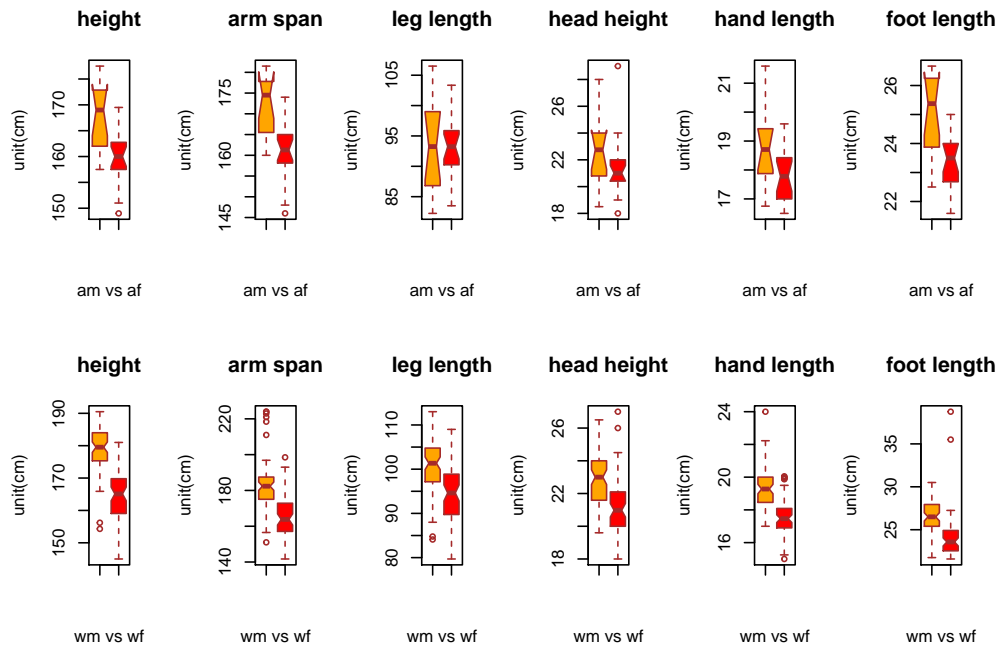 height arm span leg length head height hand length foot length
unit(cm) unit(cm) unit(cm) unit(cm) unit(cm) unit(cm)
150 160 170
145 160 175
85 95 105
18 22 26
17 19 21
22 24 26
am vs af am vs af am vs af am vs af am vs af am vs af
height arm span leg length head height hand length foot length
unit(cm) unit(cm) unit(cm) unit(cm) unit(cm) unit(cm)
150 170 190
140 180 220
80 90 100 110
18 22 26
16 20 24
25 30 35
wm vs wf wm vs wf wm vs wf wm vs wf wm vs wf wm vs wf